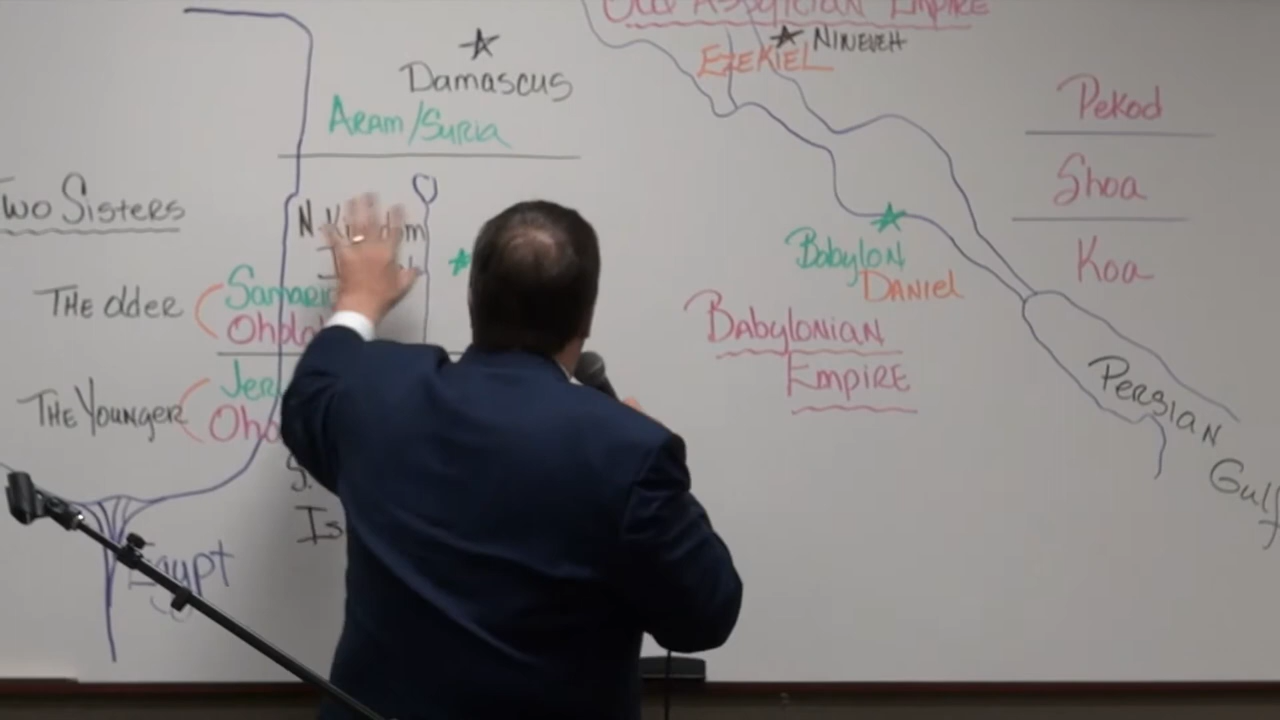 Old Assyrian Empire
Nineveh
Ezekiel
Damascus
Aram/Suria
Pekod
Shoa
Koa
Two Sisters
The older
The Younger
Babylon
Daniel
Babylonian
Empire
Persian
Gulf
Egypt